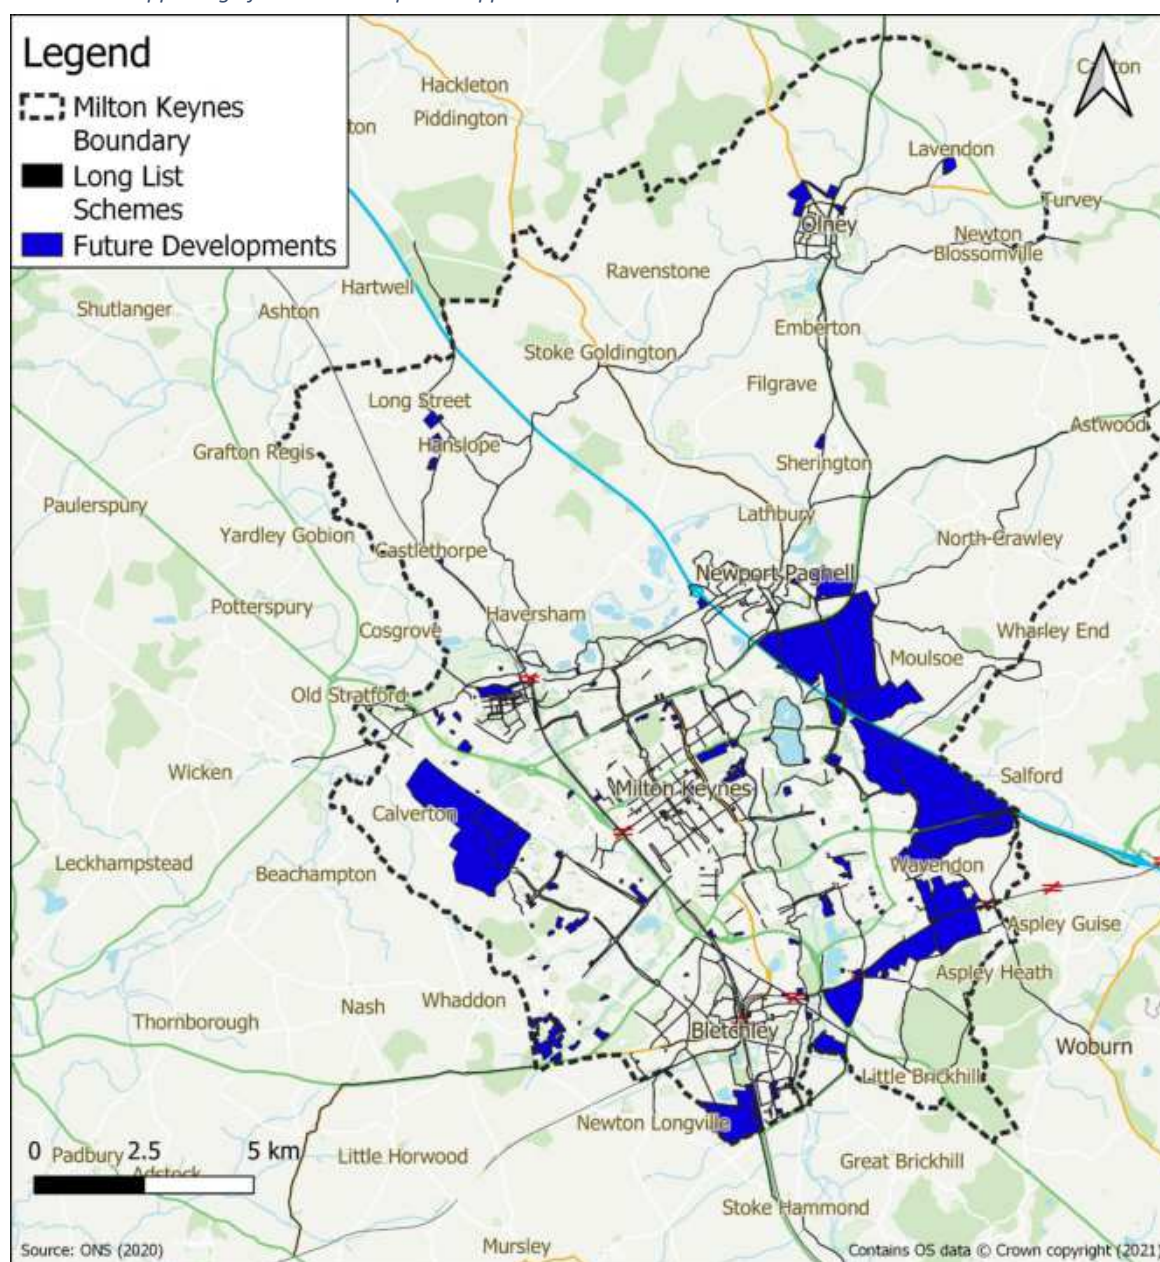 Legend
Milton Keynes
Boundary
Long List
Schemes
Future Developments
Hackleton
Piddington
Lavendon
Turvey
Olney
Newton
Blossomville
Ravenstone
Hartwell
Shutlanger
Ashton
Emberton
Stoke Goldington
Filgrave
Long Street
Astwood
Hanslope
Grafton Regis
Sherington
Paulerspury
Lathbury
Yardley Gobion
North Crawley
Castlethorpe
Newport Pagnell
Potterspury
Haversham
Cosgrove
Wharley End
Moulsoe
Old Stratford
Wicken
Salford
Milton Keynes
Calverton
Leckhampstead
Wavendon
Beachampton
Aspley Guise
Aspley Heath
Nash
Whaddon
Thornborough
Bletchley
Woburn
Little Brickhill
Newton Longville
0 2.5 5 km
Padbury
Little Horwood
Great Brickhill
Adstock
Stoke Hammond
Mursley
Source: ONS (2020)
Contains OS data © Crown copyright (2021)